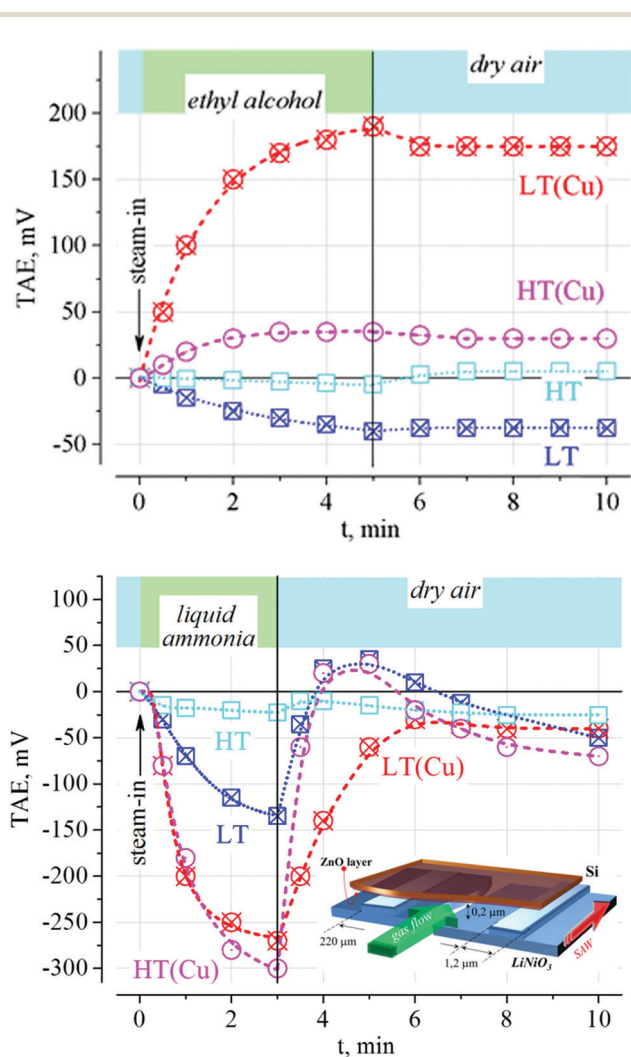 ethyl alcohol
dry air
TAE, mV
200
150
100
50
0
-50
steam-in
LT(Cu)
HT(Cu)
HT
LT
0 2 4 6 8 10
t, min
liquid
ammonia
dry air
TAE, mV
100
50
0
-50
-100
-150
-200
-250
-300
steam-in
HT
LT
LT(Cu)
HT(Cu)
ZnO layer
Si
gas flow
0,2 μm
220 μm
1,2 μm
LiNiO₃
SAW
0 2 4 6 8 10
t, min